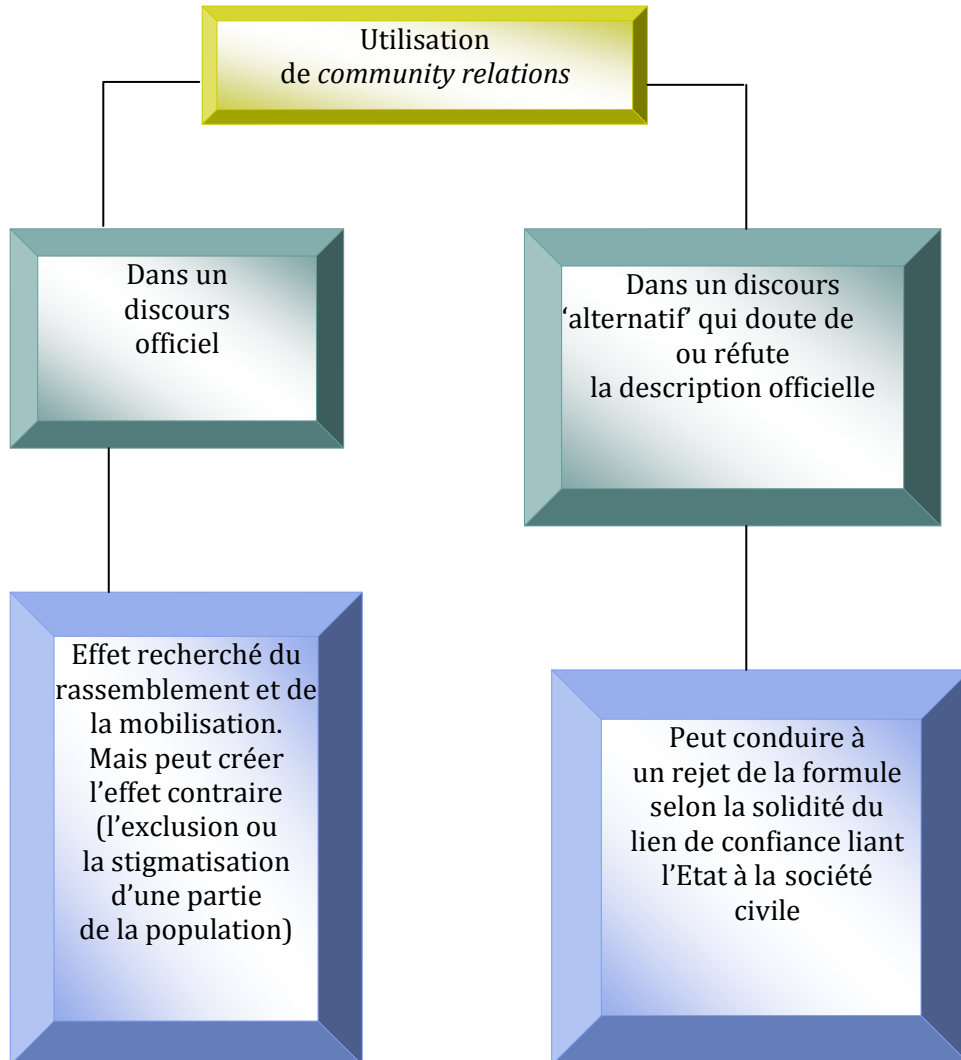 Utilisation
de community relations
Dans un
discours
officiel
Dans un discours
‘alternatif’ qui doute de
ou réfute
la description officielle
Effet recherché du
rassemblement et de
la mobilisation.
Mais peut créer
l’effet contraire
(l’exclusion ou
la stigmatisation
d’une partie
de la population)
Peut conduire à
un rejet de la formule
selon la solidité du
lien de confiance liant
l’Etat à la société
civile